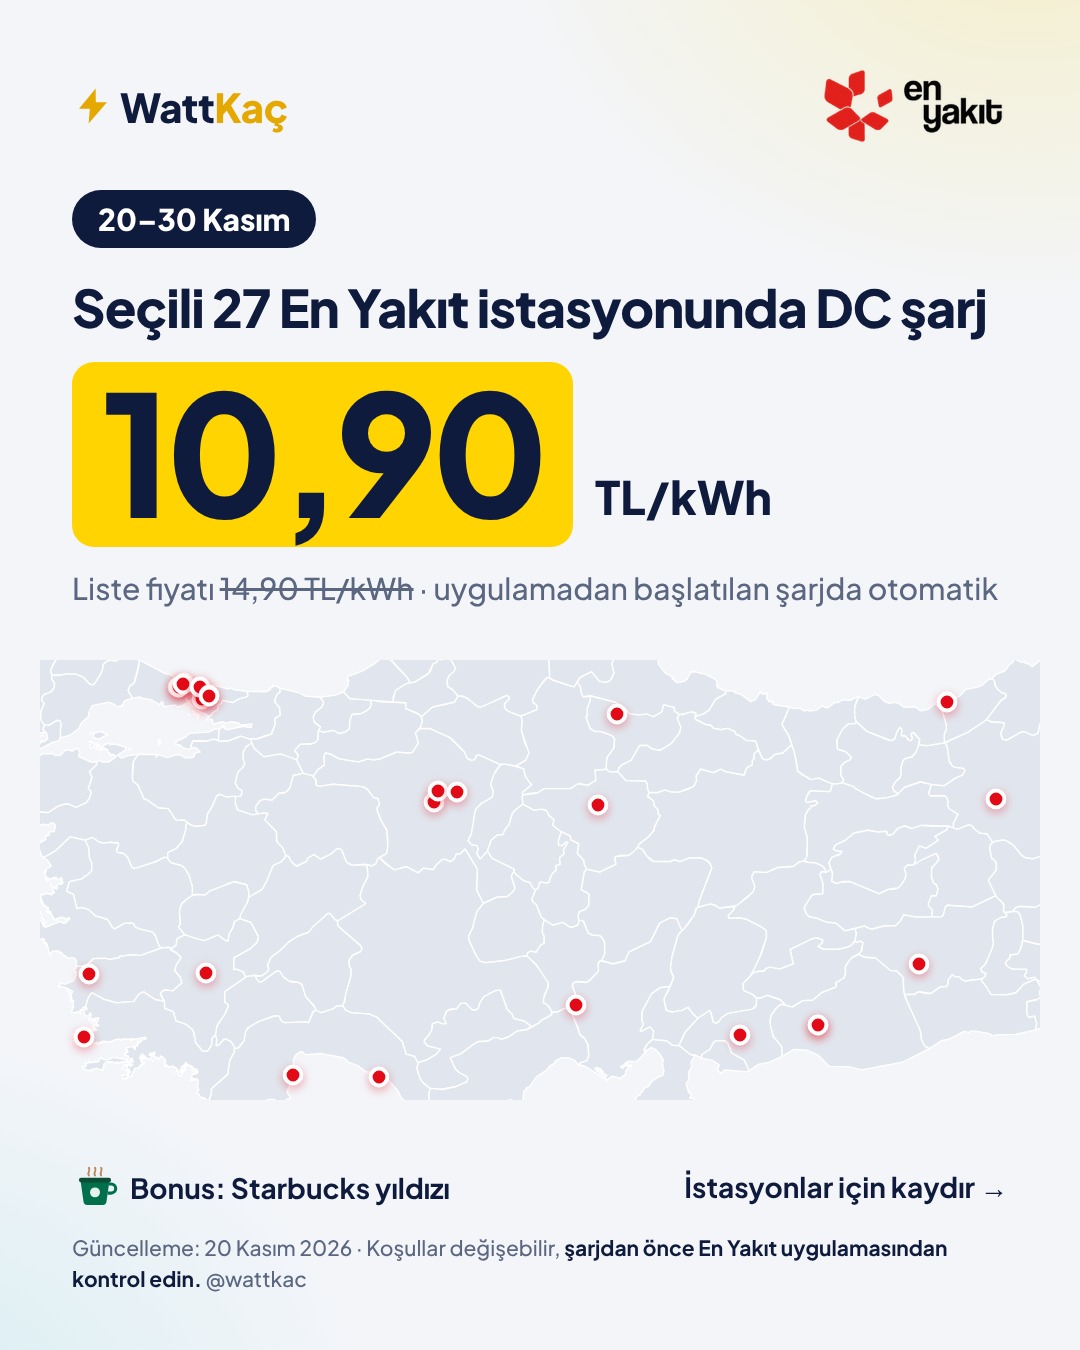 WattKaç
en
yakıt
20–30 Kasım
Seçili 27 En Yakıt istasyonunda DC şarj
10,90 TL/kWh
Liste fiyatı 14,90 TL/kWh · uygulamadan başlatılan şarjda otomatik
Bonus: Starbucks yıldızı
İstasyonlar için kaydır →
Güncelleme: 20 Kasım 2026 · Koşullar değişebilir, şarjdan önce En Yakıt uygulamasından
kontrol edin. @wattkac